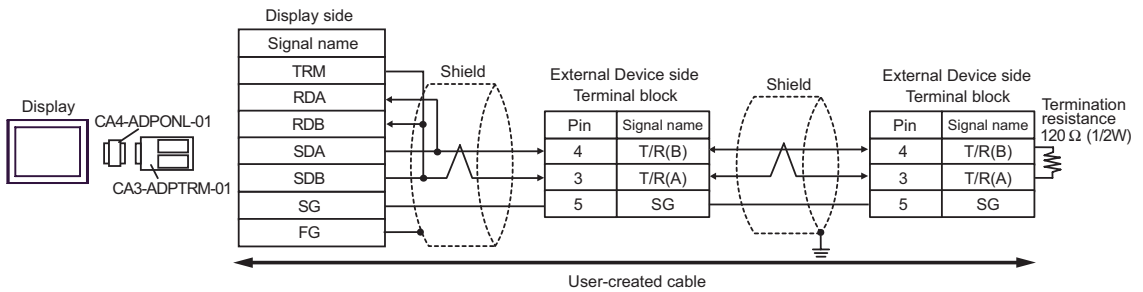 Display
CA4-ADPONL-01
CA3-ADPTRM-01
Display side
Signal name
TRM
RDA
RDB
SDA
SDB
SG
FG
Shield
External Device side
Terminal block
Pin Signal name
4 T/R(B)
3 T/R(A)
5 SG
Shield
External Device side
Terminal block
Pin Signal name
4 T/R(B)
3 T/R(A)
5 SG
Termination
resistance
120 Ω (1/2W)
User-created cable